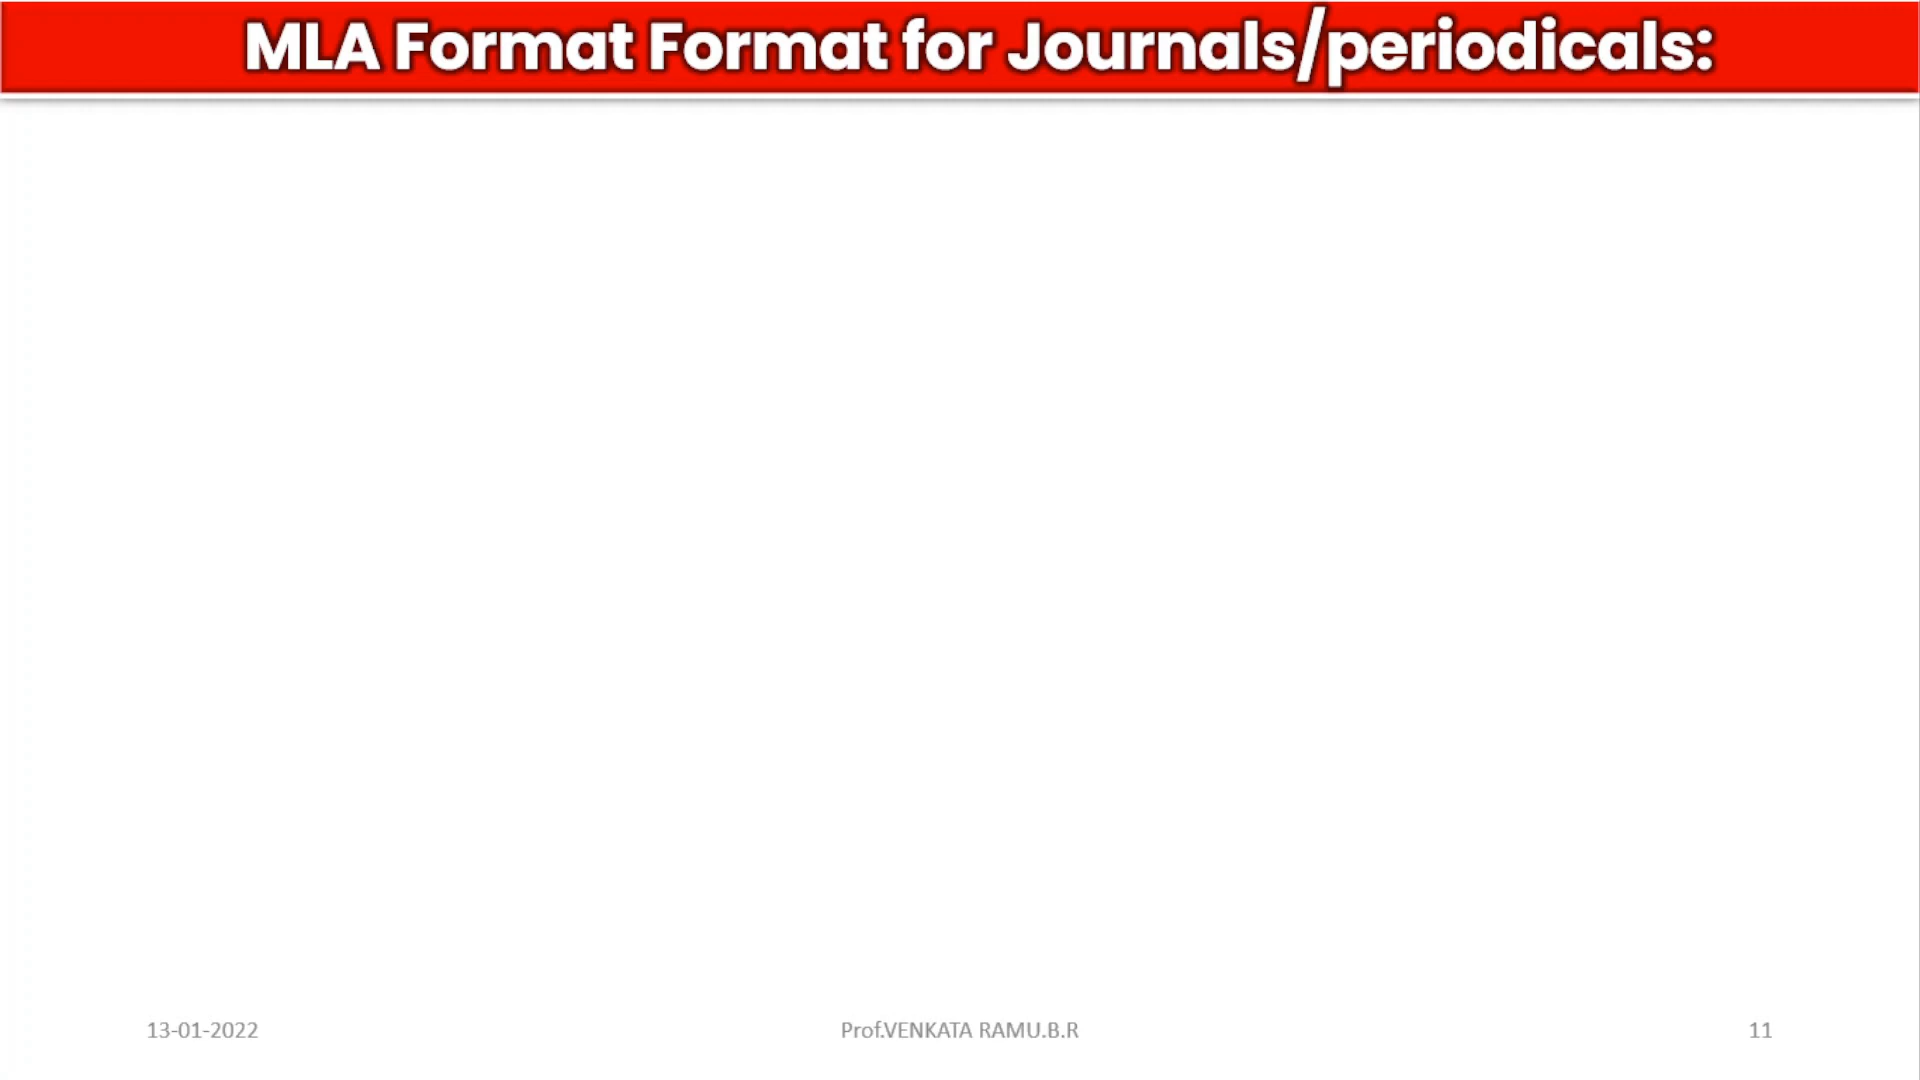 MLA Format Format for Journals/periodicals:
13-01-2022
Prof.VENKATA RAMU.B.R
11